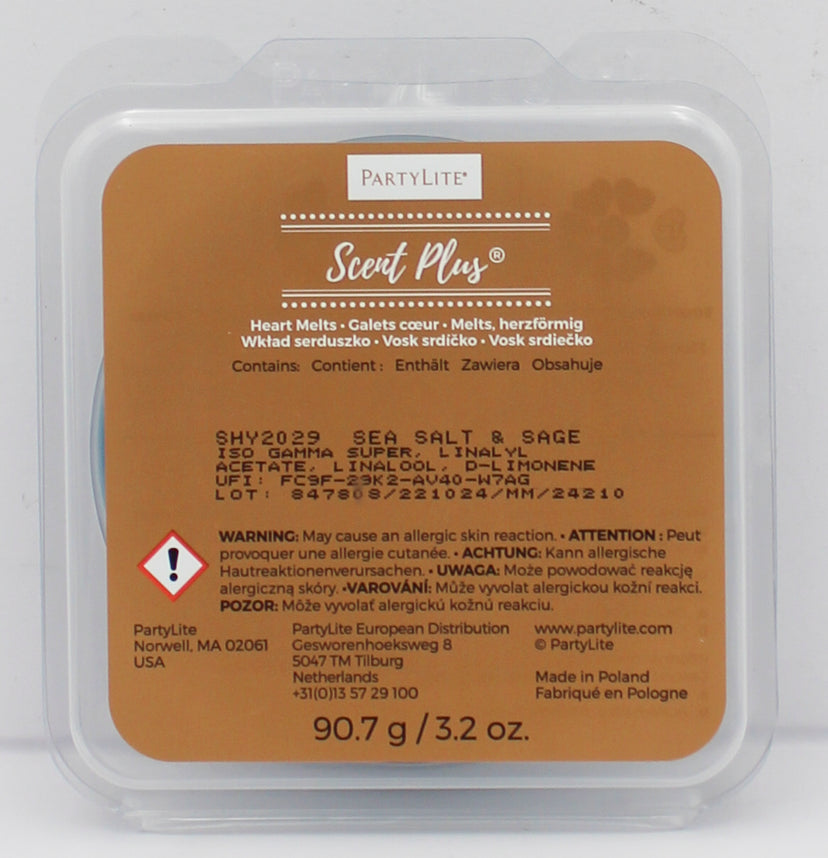 PARTYLITE®
Scent Plus®
Heart Melts • Galets cœur • Melts, herzförmig
Wkład serduszko • Vosk srdíčko • Vosk srdiečko
Contains: Contient : Enthält Zawiera Obsahuje
SHY2029 SEA SALT & SAGE
ISO GAMMA SUPER, LINALYL
ACETATE, LINALOOL, D-LIMONENE
UFI: FC9F-29K2-AV40-W7AG
LOT: 847808/221024/MM/24210
WARNING: May cause an allergic skin reaction. • ATTENTION : Peut
provoquer une allergie cutanée. • ACHTUNG: Kann allergische
Hautreaktionenverursachen. • UWAGA: Może powodować reakcję
alergiczną skóry. •VAROVÁNÍ: Může vyvolat alergickou kožní reakci.
POZOR: Môže vyvolať alergickú kožnú reakciu.
PartyLite
Norwell, MA 02061
USA
PartyLite European Distribution
Gesworenhoeksweg 8
5047 TM Tilburg
Netherlands
+31(0)13 57 29 100
www.partylite.com
© PartyLite
Made in Poland
Fabriqué en Pologne
90.7 g / 3.2 oz.